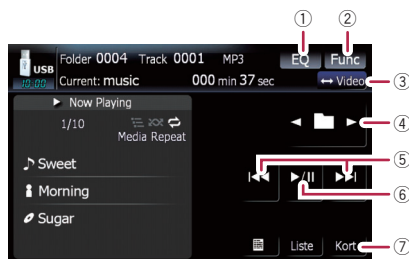 ① ②
USB Folder 0004 Track 0001 MP3 EQ Func
10:00 Current: music 000 min 37 sec ↔ Video ③
► Now Playing
1/10
Media Repeat
④
Sweet
⑤
Morning
⑥
Sugar
Liste Kort ⑦